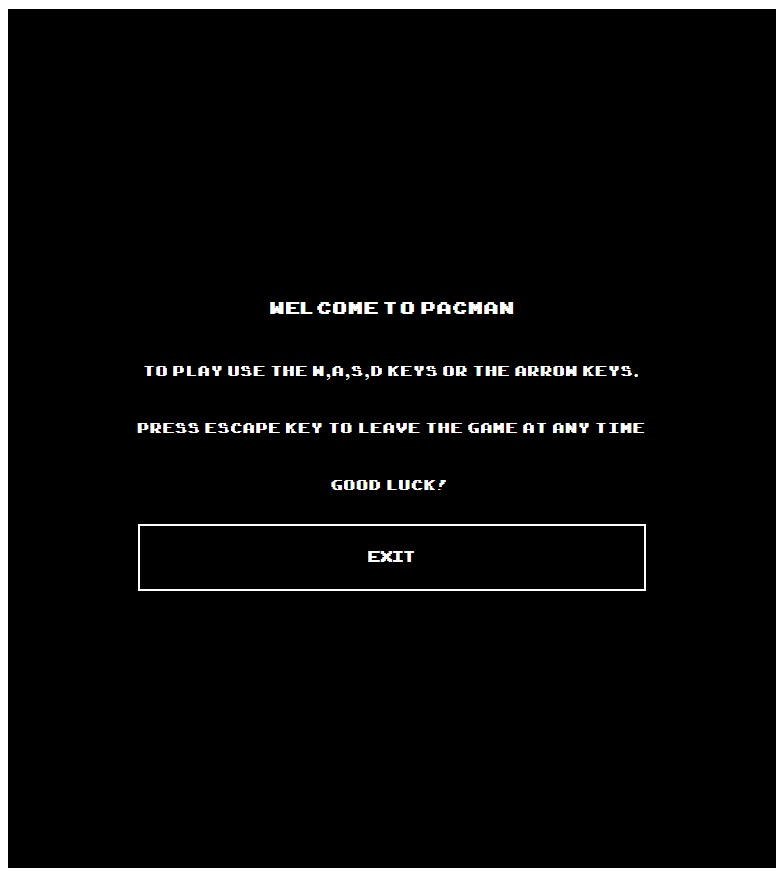 WELCOME TO PACMAN
TO PLAY USE THE W,A,S,D KEYS OR THE ARROW KEYS.
PRESS ESCAPE KEY TO LEAVE THE GAME AT ANY TIME
GOOD LUCK!
EXIT